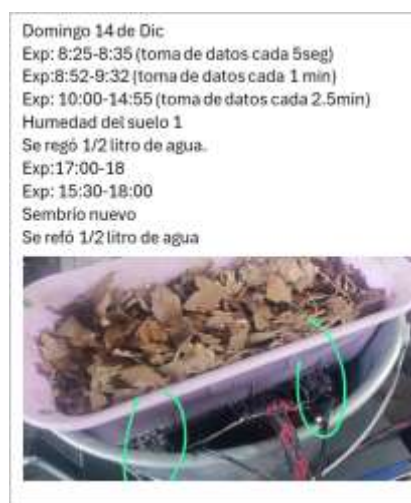 Domingo 14 de Dic
Exp: 8:25-8:35 (toma de datos cada 5seg)
Exp:8:52-9:32 (toma de datos cada 1 min)
Exp: 10:00-14:55 (toma de datos cada 2.5min)
Humedad del suelo 1
Se regó 1/2 litro de agua.
Exp:17:00-18
Exp: 15:30-18:00
Sembrio nuevo
Se refó 1/2 litro de agua